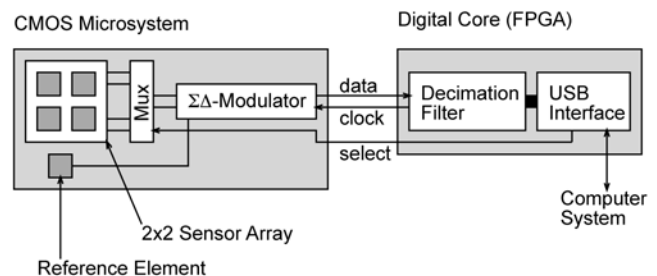 CMOS Microsystem
Digital Core (FPGA)
Mux
ΣΔ-Modulator
data
clock
select
Decimation
Filter
USB
Interface
Computer
System
2x2 Sensor Array
Reference Element